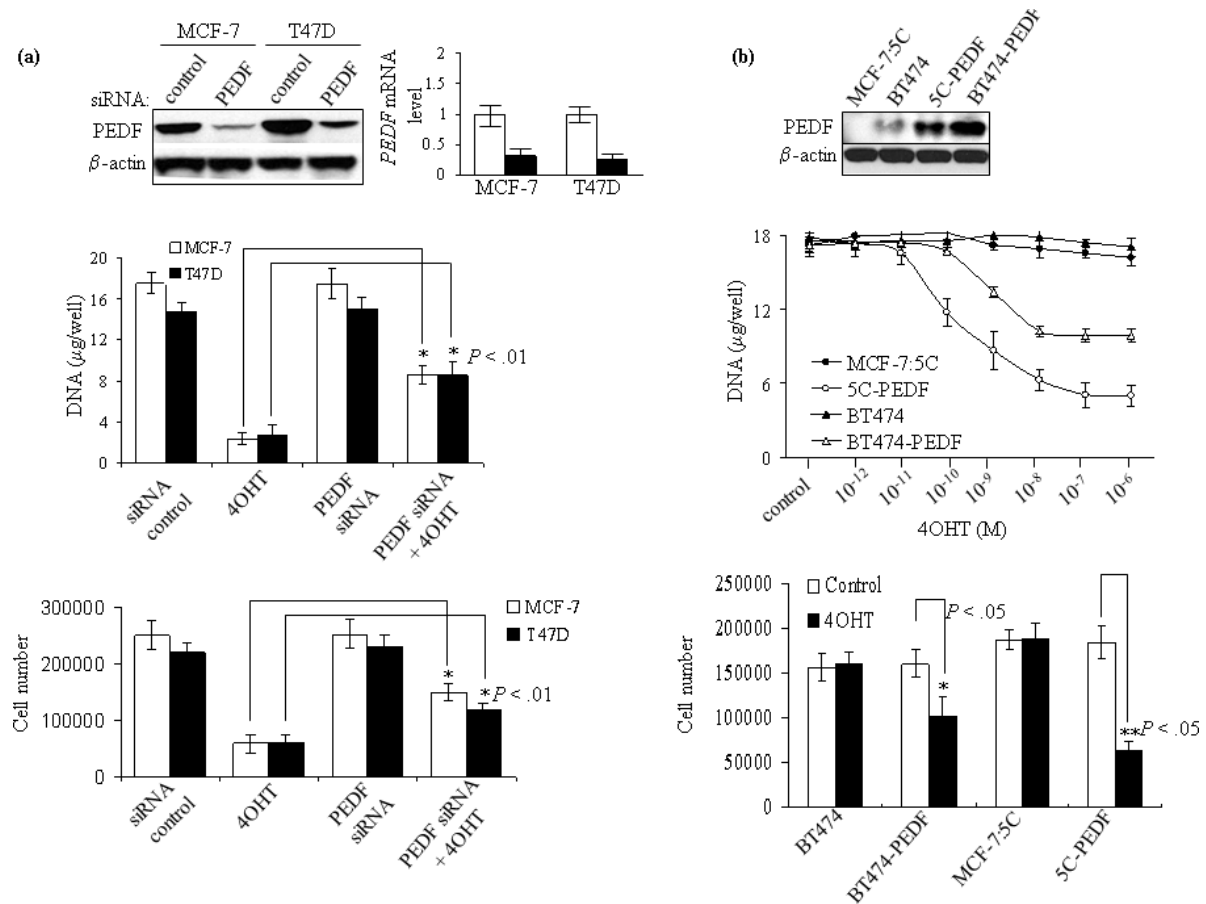 (a)
MCF-7 T47D
siRNA: control PEDF control PEDF
PEDF
β-actin
PEDF mRNA level
2
1.5
1
0.5
0
MCF-7 T47D
DNA (μg/well)
20
16
12
8
4
0
MCF-7
T47D
* * P < .01
siRNA control
4OHT
PEDF siRNA
PEDF siRNA + 4OHT
Cell number
300000
200000
100000
0
MCF-7
T47D
* * P < .01
siRNA control
4OHT
PEDF siRNA
PEDF siRNA + 4OHT
(b)
MCF-7:5C BT474 5C-PEDF BT474-PEDF
PEDF
β-actin
DNA (μg/well)
18
12
6
0
MCF-7:5C
5C-PEDF
BT474
BT474-PEDF
control 10-12 10-11 10-10 10-9 10-8 10-7 10-6
4OHT (M)
Cell number
250000
200000
150000
100000
50000
0
Control
4OHT
P < .05
*
**P < .05
BT474
BT474-PEDF
MCF-7:5C
5C-PEDF